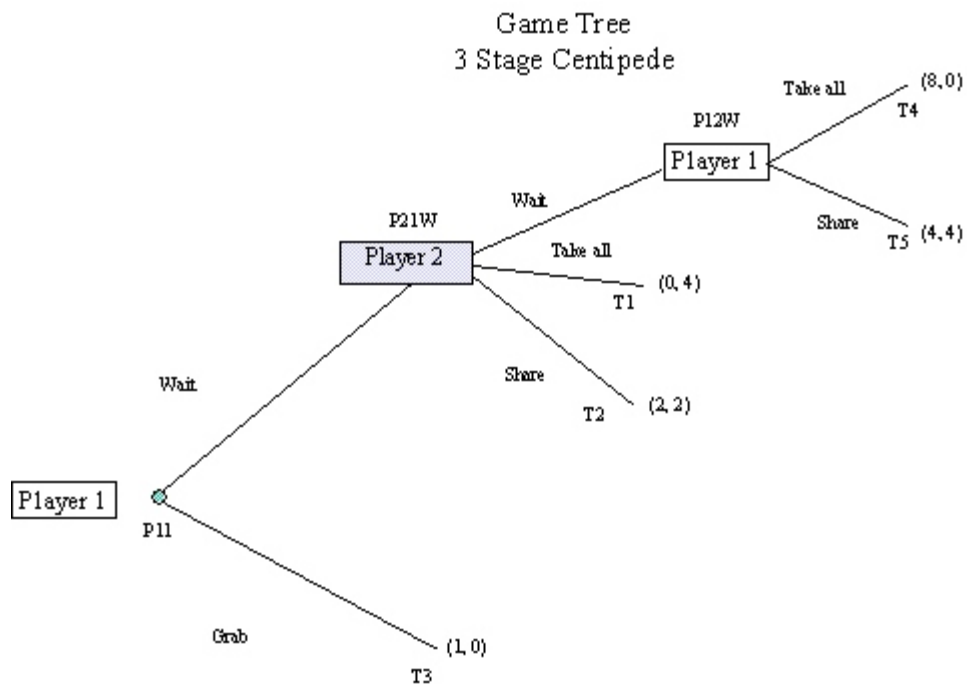 Game Tree
3 Stage Centipede
Take all
(8, 0)
T4
P12W
Player 1
Wait
Share
T5
(4, 4)
P21W
Player 2
Take all
(0, 4)
T1
Share
T2
(2, 2)
Wait
Player 1
P11
Grab
(1, 0)
T3